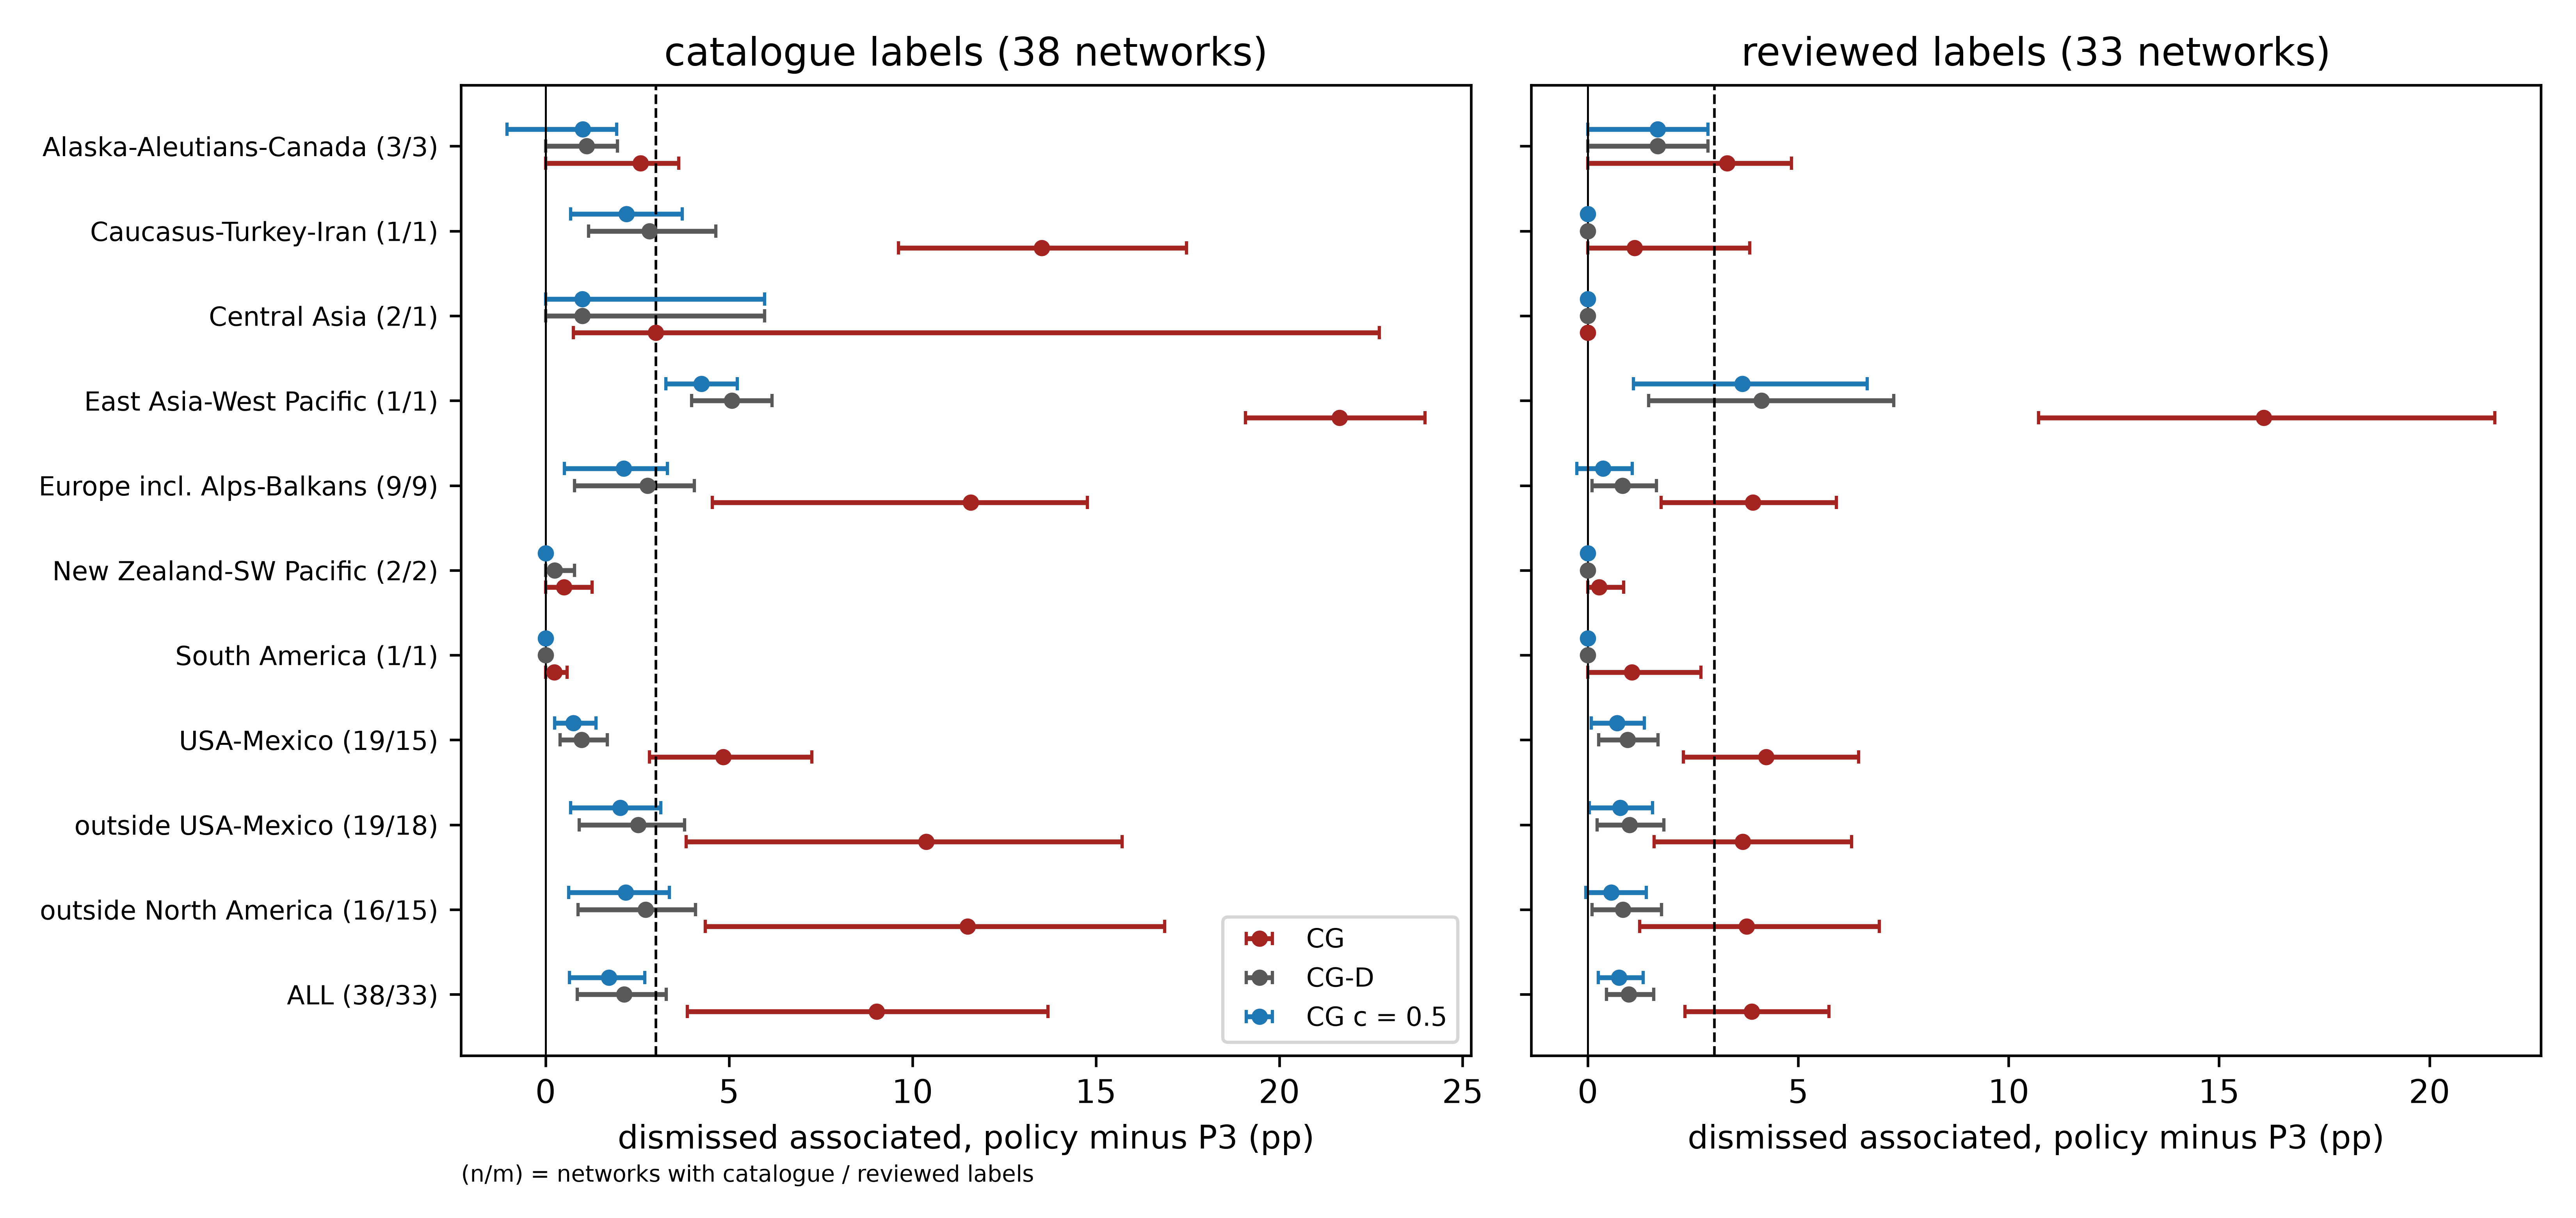 catalogue labels (38 networks)
reviewed labels (33 networks)
Alaska-Aleutians-Canada (3/3)
Caucasus-Turkey-Iran (1/1)
Central Asia (2/1)
East Asia-West Pacific (1/1)
Europe incl. Alps-Balkans (9/9)
New Zealand-SW Pacific (2/2)
South America (1/1)
USA-Mexico (19/15)
outside USA-Mexico (19/18)
outside North America (16/15)
ALL (38/33)
CG
CG-D
CG c = 0.5
0 5 10 15 20 25
0 5 10 15 20
dismissed associated, policy minus P3 (pp)
dismissed associated, policy minus P3 (pp)
(n/m) = networks with catalogue / reviewed labels